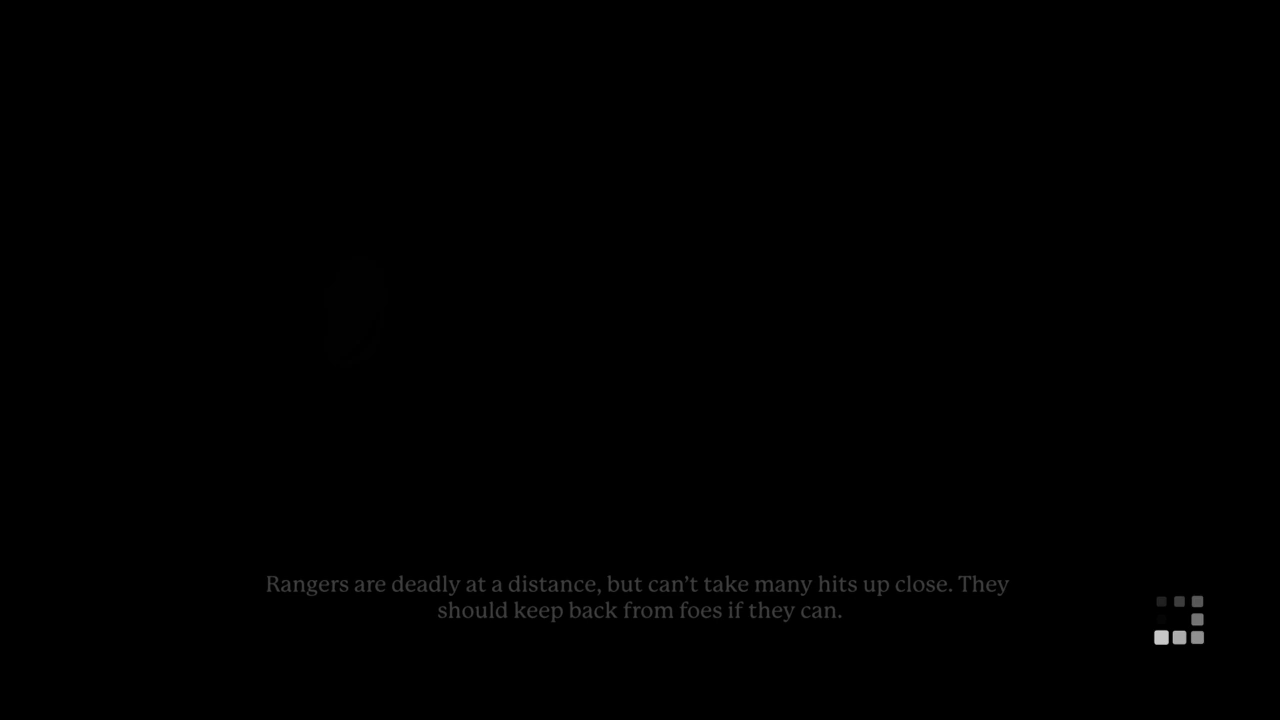 Rangers are deadly at a distance, but can’t take many hits up close. They
should keep back from foes if they can.